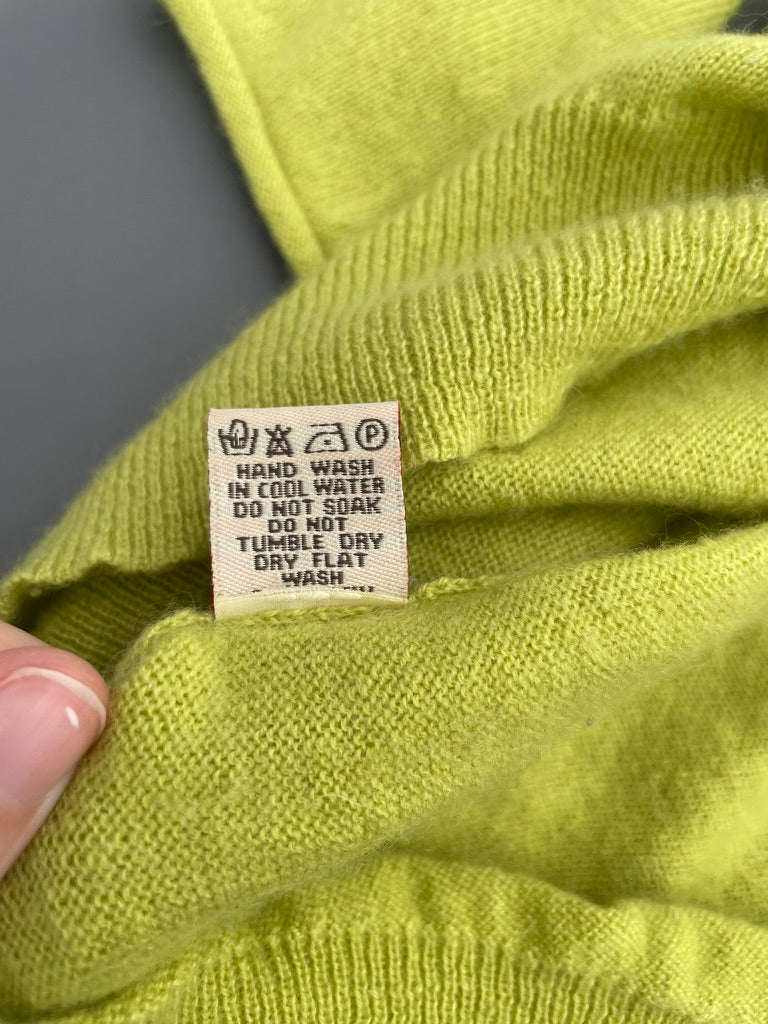 P
HAND WASH
IN COOL WATER
DO NOT SOAK
DO NOT
TUMBLE DRY
DRY FLAT
WASH